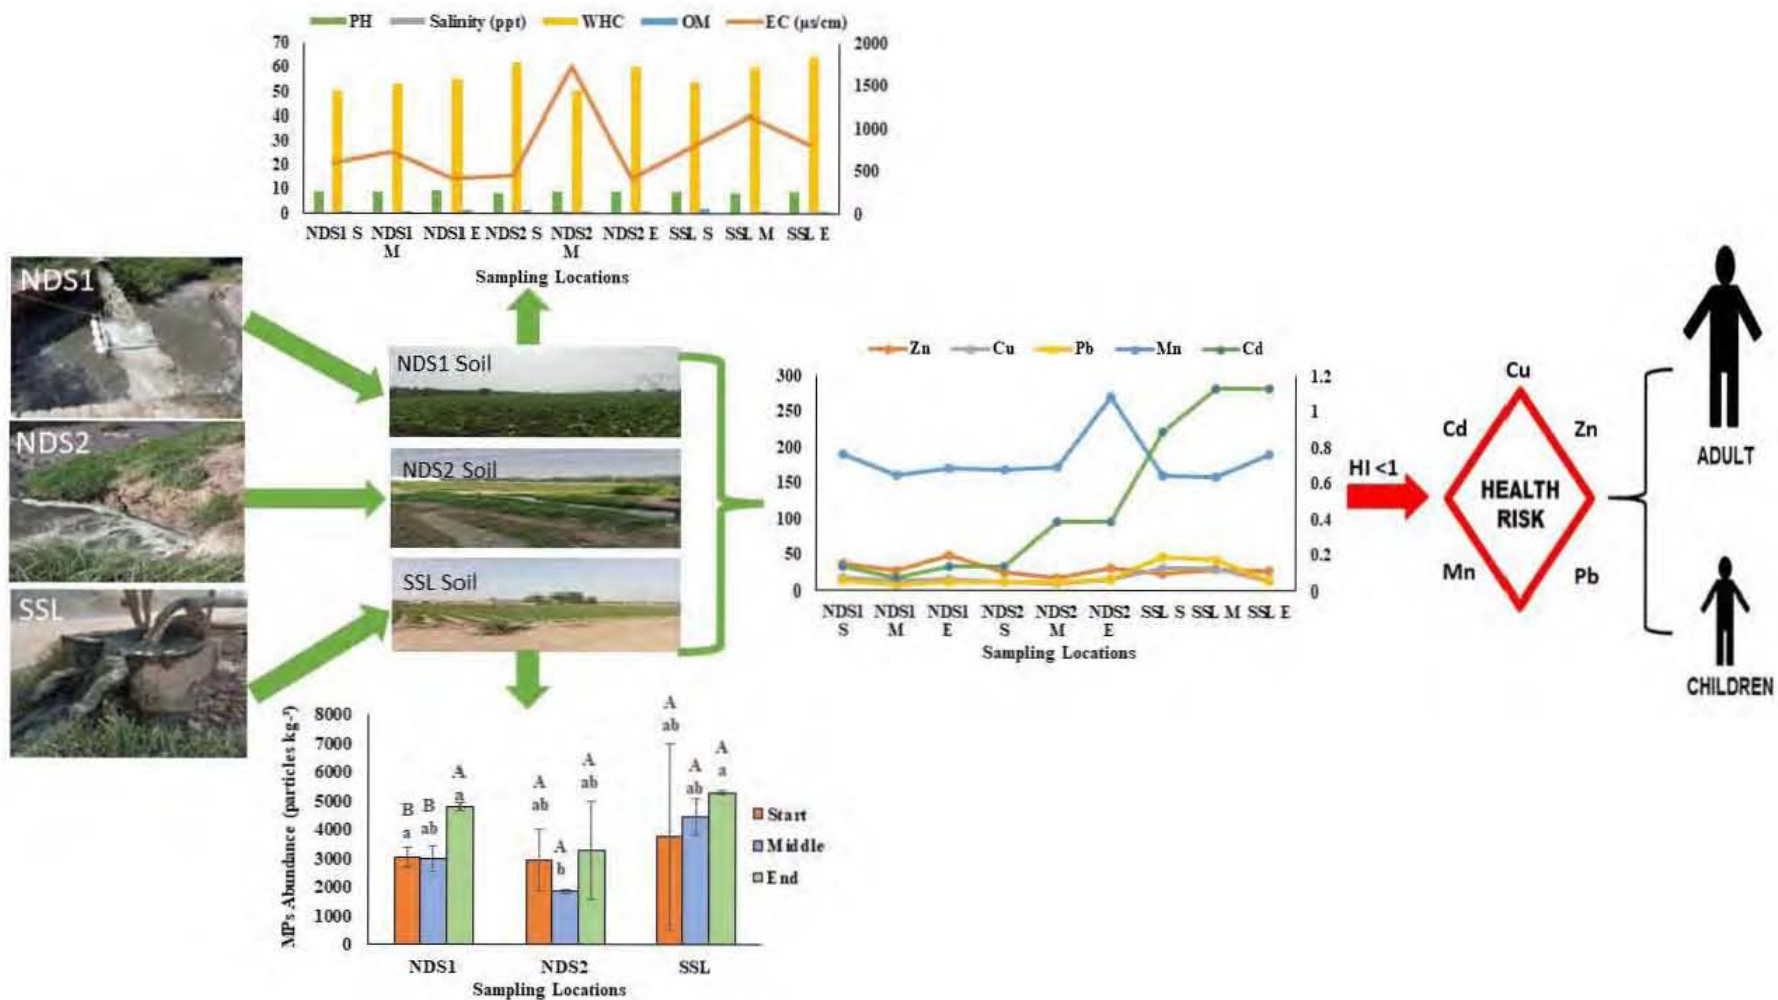 PH Salinity (ppt) WHC OM EC (µs/cm)
70
60
50
40
30
20
10
0
2000
1500
1000
500
0
NDS1 S NDS1 M NDS1 E NDS2 S NDS2 M NDS2 E SSL S SSL M SSL E
Sampling Locations
NDS1
NDS2
SSL
NDS1 Soil
NDS2 Soil
SSL Soil
Zn Cu Pb Mn Cd
300
250
200
150
100
50
0
1.2
1
0.8
0.6
0.4
0.2
0
NDS1 S NDS1 M NDS1 E NDS2 S NDS2 M NDS2 E SSL S SSL M SSL E
Sampling Locations
HI <1
Cu
Cd
Zn
HEALTH
RISK
Mn
Pb
ADULT
CHILDREN
MPs Abundance (particles kg-1)
8000
7000
6000
5000
4000
3000
2000
1000
0
B
a
B
ab
A
a
A
ab
A
b
A
ab
A
ab
A
ab
A
a
Start
Middle
End
NDS1 NDS2 SSL
Sampling Locations